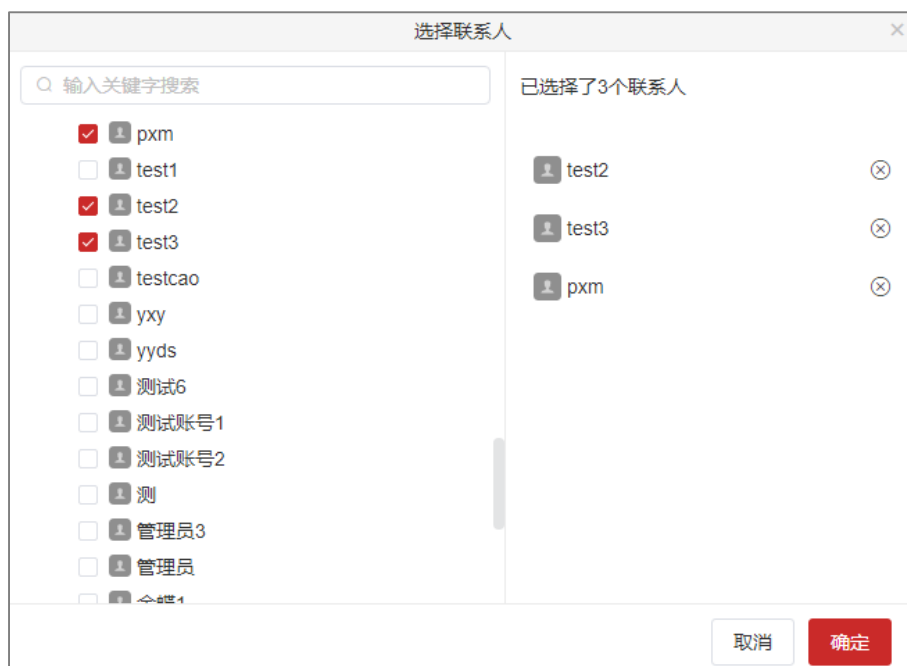 选择联系人
输入关键字搜索
pxm
test1
test2
test3
testcao
yxy
yyds
测试6
测试账号1
测试账号2
测
管理员3
管理员
已选择了3个联系人
test2
test3
pxm
取消
确定